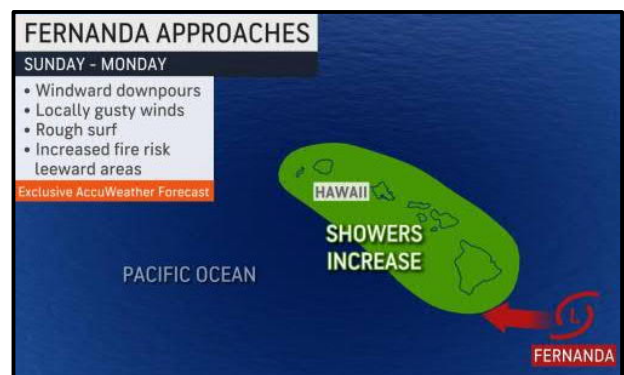 FERNANDA APPROACHES
SUNDAY - MONDAY
• Windward downpours
• Locally gusty winds
• Rough surf
• Increased fire risk
leeward areas
Exclusive AccuWeather Forecast
HAWAII
SHOWERS
INCREASE
PACIFIC OCEAN
L
FERNANDA